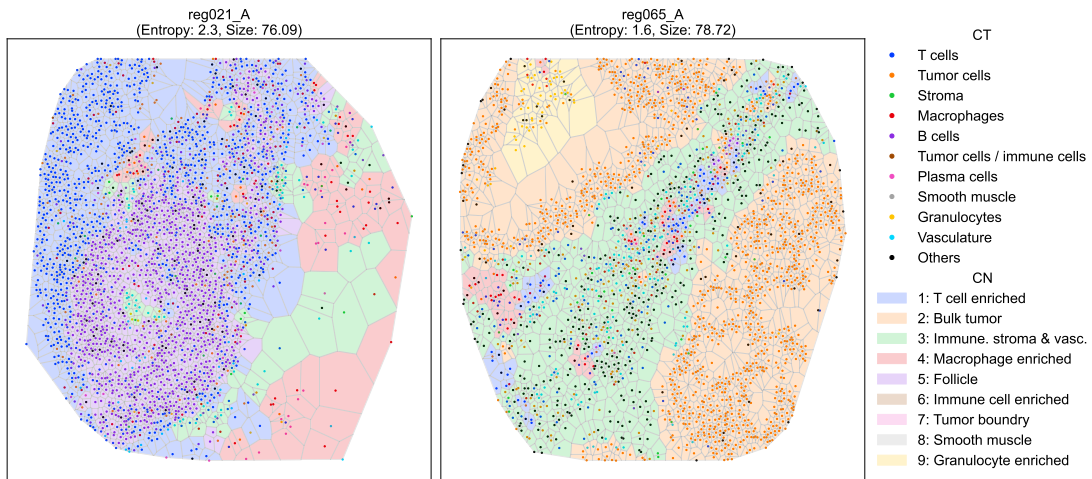 reg021_A
(Entropy: 2.3, Size: 76.09)
reg065_A
(Entropy: 1.6, Size: 78.72)
CT
T cells
Tumor cells
Stroma
Macrophages
B cells
Tumor cells / immune cells
Plasma cells
Smooth muscle
Granulocytes
Vasculature
Others
CN
1: T cell enriched
2: Bulk tumor
3: Immune. stroma & vasc.
4: Macrophage enriched
5: Follicle
6: Immune cell enriched
7: Tumor boundry
8: Smooth muscle
9: Granulocyte enriched